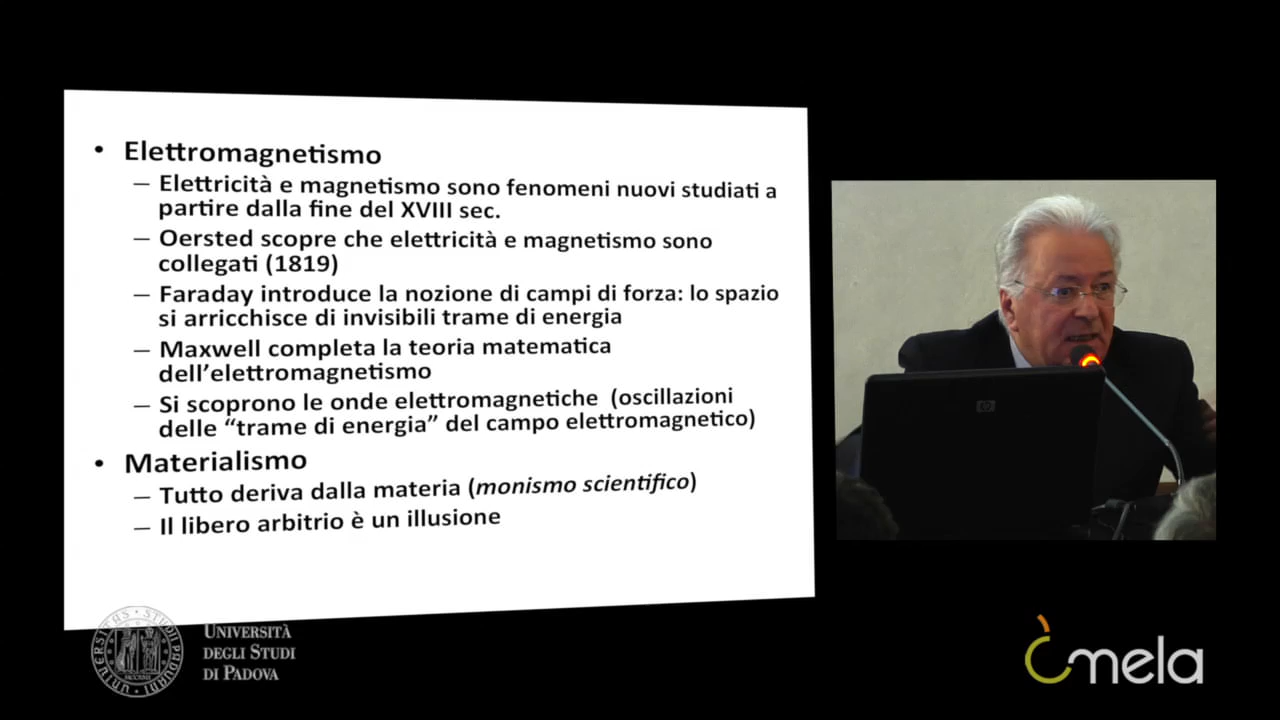 • Elettromagnetismo
– Elettricità e magnetismo sono fenomeni nuovi studiati a
partire dalla fine del XVIII sec.
– Oersted scopre che elettricità e magnetismo sono
collegati (1819)
– Faraday introduce la nozione di campi di forza: lo spazio
si arricchisce di invisibili trame di energia
– Maxwell completa la teoria matematica
dell’elettromagnetismo
– Si scoprono le onde elettromagnetiche (oscillazioni
delle “trame di energia” del campo elettromagnetico)
• Materialismo
– Tutto deriva dalla materia (monismo scientifico)
– Il libero arbitrio è un illusione
hp
UNIVERSITÀ
DEGLI STUDI
DI PADOVA
mela